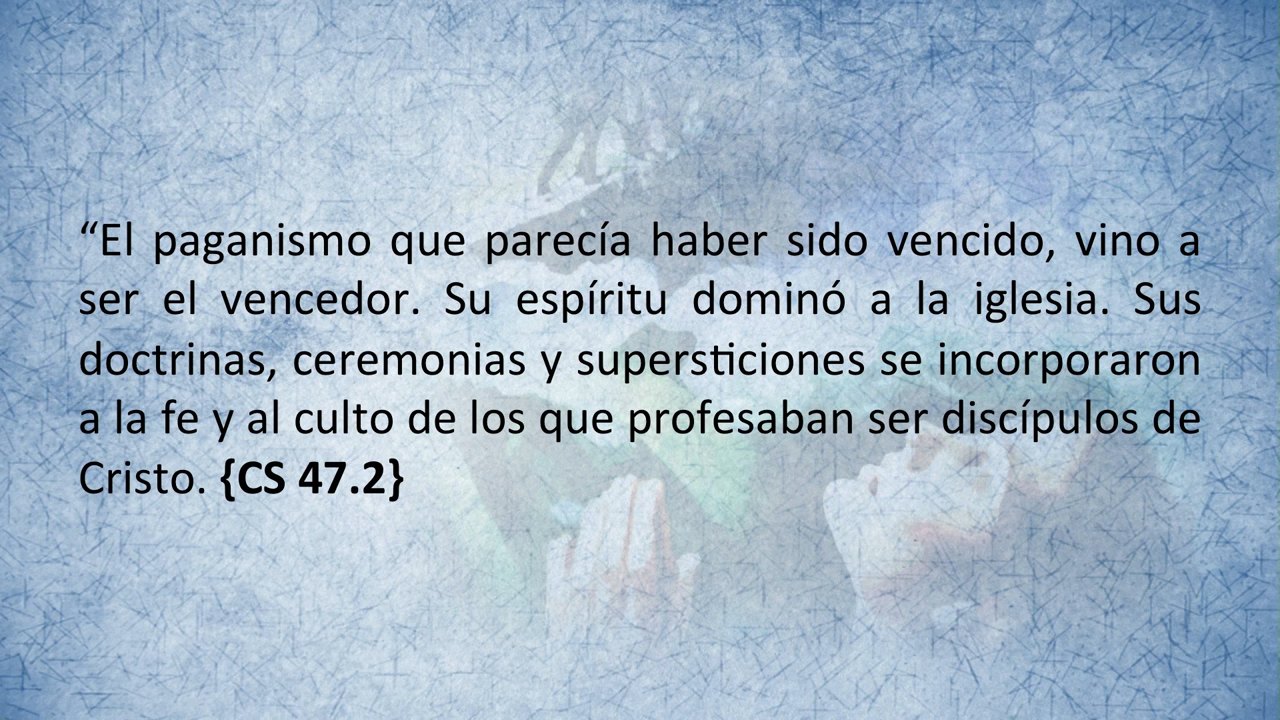 “El paganismo que parecía haber sido vencido, vino a
ser el vencedor. Su espíritu dominó a la iglesia. Sus
doctrinas, ceremonias y supersticiones se incorporaron
a la fe y al culto de los que profesaban ser discípulos de
Cristo. {CS 47.2}